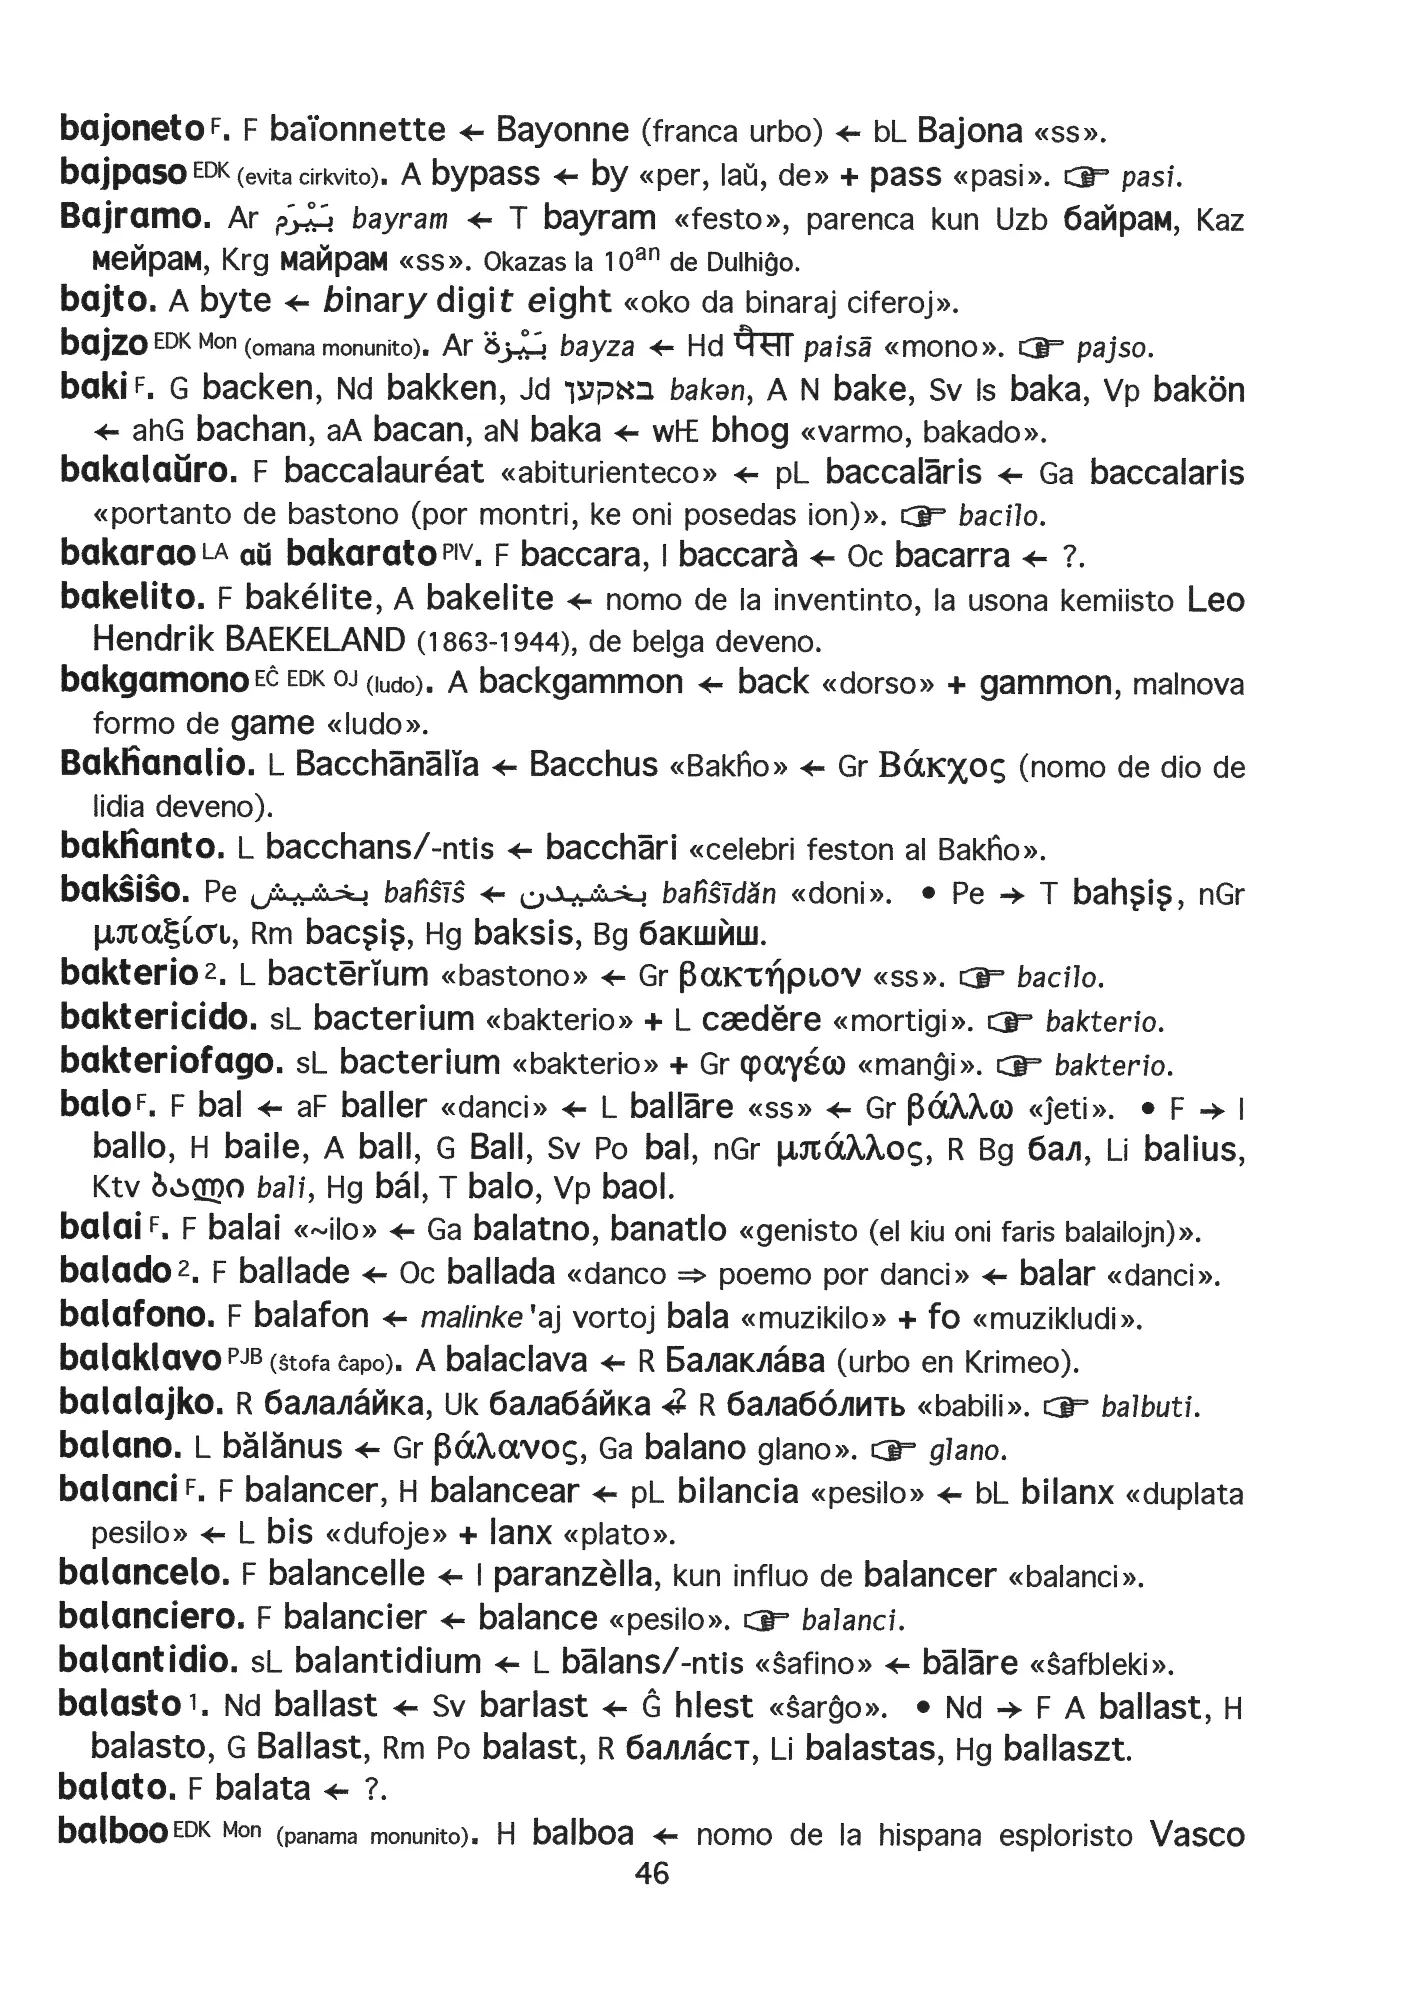 bajoneto F. F baïonnette ← Bayonne (franca urbo) ← bL Bajona «ss».
bajpaso EDK (evita cirkvito). A bypass ← by «per, laŭ, de» + pass «pasi». ☞ pasi.
Bajramo. Ar بَيْرَم bayram ← T bayram «festo», parenca kun Uzb байрам, Kaz
мейрам, Krg майрам «ss». Okazas la 10an de Dulhiĝo.
bajto. A byte ← binary digit eight «oko da binaraj ciferoj».
bajzo EDK Mon (omana monunito). Ar بَيْزة bayza ← Hd पैसा paisā «mono». ☞ pajso.
baki F. G backen, Nd bakken, Jd באקען bakən, A N bake, Sv Is baka, Vp bakön
← ahG bachan, aA bacan, aN baka ← wHE bhog «varmo, bakado».
bakalaŭro. F baccalauréat «abiturienteco» ← pL baccalāris ← Ga baccalaris
«portanto de bastono (por montri, ke oni posedas ion)». ☞ bacilo.
bakarao LA aŭ bakarato PIV. F baccara, I baccarà ← Oc bacarra ← ?.
bakelito. F bakélite, A bakelite ← nomo de la inventinto, la usona kemiisto Leo
Hendrik BAEKELAND (1863-1944), de belga deveno.
bakgamono EĈ EDK OJ (ludo). A backgammon ← back «dorso» + gammon, malnova
formo de game «ludo».
Bakĥanalio. L Bacchānālĭa ← Bacchus «Bakĥo» ← Gr Βάκχος (nomo de dio de
lidia deveno).
bakĥanto. L bacchans/-ntis ← bacchāri «celebri feston al Bakĥo».
bakŝiŝo. Pe بخشیش baĥŝīŝ ← بخشیدن baĥŝīdăn «doni». • Pe → T bahşiş, nGr
μπαξίσι, Rm bacşiş, Hg baksis, Bg бакшѝш.
bakterio 2. L bactērĭum «bastono» ← Gr βακτήριον «ss». ☞ bacilo.
baktericido. sL bacterium «bakterio» + L cædĕre «mortigi». ☞ bakterio.
bakteriofago. sL bacterium «bakterio» + Gr φαγέω «manĝi». ☞ bakterio.
balo F. F bal ← aF baller «danci» ← L ballāre «ss» ← Gr βάλλω «ĵeti». • F → I
ballo, H baile, A ball, G Ball, Sv Po bal, nGr μπάλλος, R Bg бал, Li balius,
Ktv ბალი bali, Hg bál, T balo, Vp baol.
balai F. F balai «~ilo» ← Ga balatno, banatlo «genisto (el kiu oni faris balailojn)».
balado 2. F ballade ← Oc ballada «danco ⇒ poemo por danci» ← balar «danci».
balafono. F balafon ← malinke'aj vortoj bala «muzikilo» + fo «muzikludi».
balaklavo PJB (ŝtofa ĉapo). A balaclava ← R Балакла́ва (urbo en Krimeo).
balalajko. R балала́йка, Uk балаба́йка ←? R балабо́лить «babili». ☞ balbuti.
balano. L bălănus ← Gr βάλανος, Ga balano glano». ☞ glano.
balanci F. F balancer, H balancear ← pL bilancia «pesilo» ← bL bilanx «duplata
pesilo» ← L bis «dufoje» + lanx «plato».
balancelo. F balancelle ← I paranzèlla, kun influo de balancer «balanci».
balanciero. F balancier ← balance «pesilo». ☞ balanci.
balantidio. sL balantidium ← L bālans/-ntis «ŝafino» ← bālāre «ŝafbleki».
balasto 1. Nd ballast ← Sv barlast ← Ĝ hlest «ŝarĝo». • Nd → F A ballast, H
balasto, G Ballast, Rm Po balast, R балла́ст, Li balastas, Hg ballaszt.
balato. F balata ← ?.
balboo EDK Mon (panama monunito). H balboa ← nomo de la hispana esploristo Vasco
46